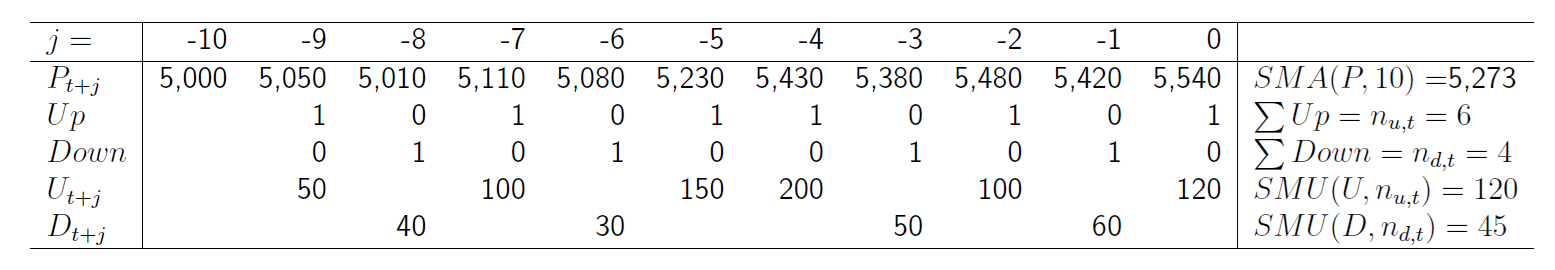 j = -10 -9 -8 -7 -6 -5 -4 -3 -2 -1 0
P_{t+j} 5,000 5,050 5,010 5,110 5,080 5,230 5,430 5,380 5,480 5,420 5,540 SMA(P, 10) =5,273
Up 1 0 1 0 1 1 0 1 0 1 ∑ Up = n_{u,t} = 6
Down 0 1 0 1 0 0 1 0 1 0 ∑ Down = n_{d,t} = 4
U_{t+j} 50 100 150 200 100 120 SMU(U, n_{u,t}) = 120
D_{t+j} 40 30 50 60 SMU(D, n_{d,t}) = 45